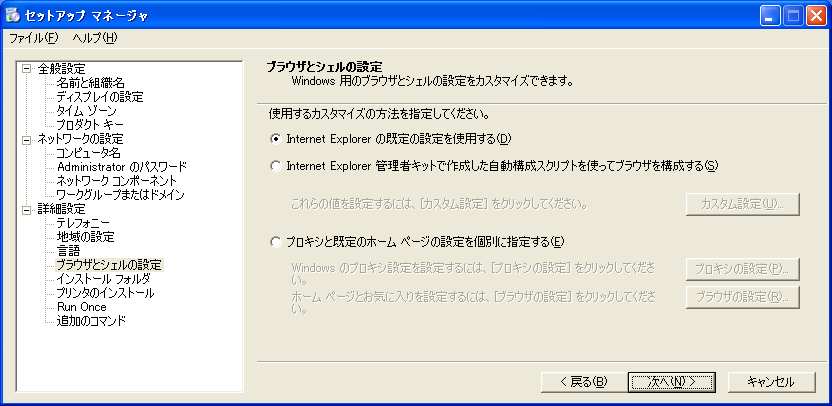 セットアップ マネージャ
ファイル(F) ヘルプ(H)
全般設定
名前と組織名
ディスプレイの設定
タイム ゾーン
プロダクト キー
ネットワークの設定
コンピュータ名
Administrator のパスワード
ネットワーク コンポーネント
ワークグループまたはドメイン
詳細設定
テレフォニー
地域の設定
言語
ブラウザとシェルの設定
インストール フォルダ
プリンタのインストール
Run Once
追加のコマンド
ブラウザとシェルの設定
Windows 用のブラウザとシェルの設定をカスタマイズできます。
使用するカスタマイズの方法を指定してください。
Internet Explorer の既定の設定を使用する(D)
Internet Explorer 管理者キットで作成した自動構成スクリプトを使ってブラウザを構成する(S)
これらの値を設定するには、[カスタム設定] をクリックしてください。
カスタム設定(U)...
プロキシと既定のホーム ページの設定を個別に指定する(E)
Windows のプロキシ設定を設定するには、[プロキシの設定] をクリックしてくださ
い。
プロキシの設定(P)...
ホーム ページとお気に入りを設定するには、[ブラウザの設定] をクリックしてくださ
い。
ブラウザの設定(R)...
< 戻る(B) 次へ(N) > キャンセル